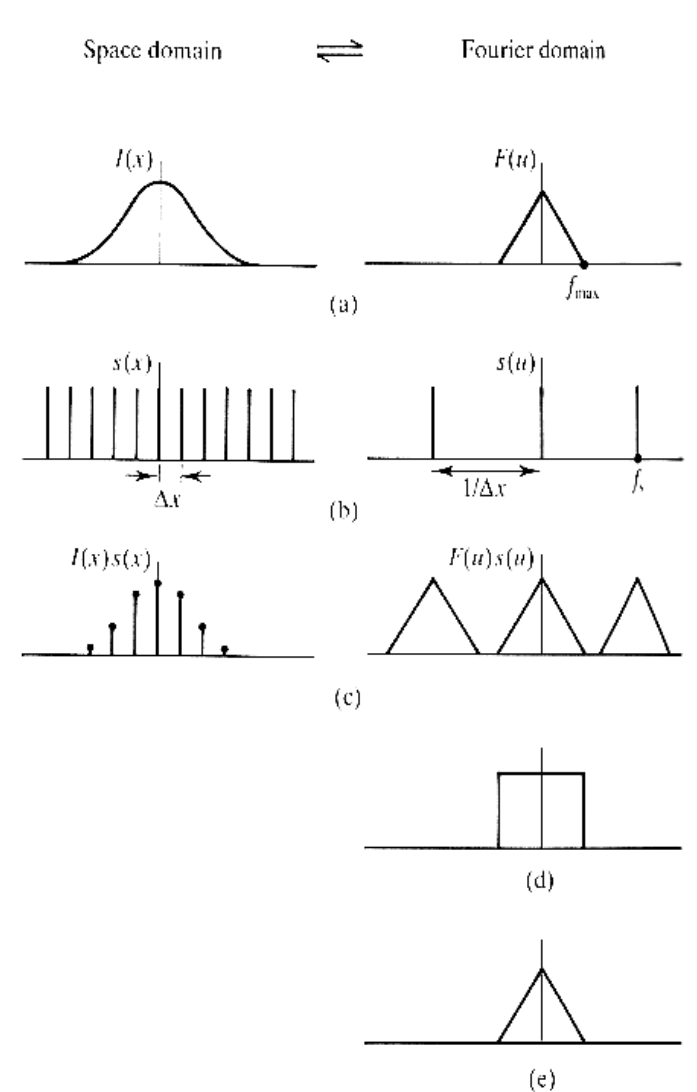 Space domain ⇌ Fourier domain
I(x) F(u)
f_max
(a)
s(x) s(u)
Δx 1/Δx f_s
(b)
I(x)s(x) F(u)s(u)
(c)
(d)
(e)